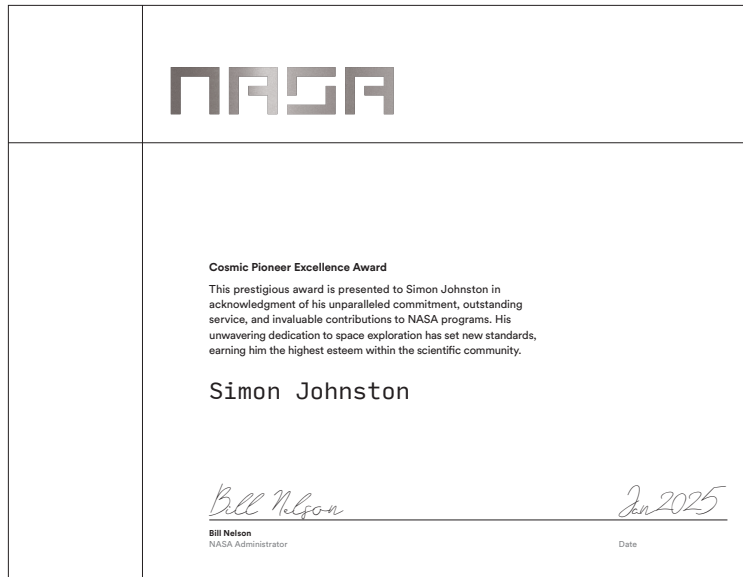 NASA
Cosmic Pioneer Excellence Award
This prestigious award is presented to Simon Johnston in
acknowledgment of his unparalleled commitment, outstanding
service, and invaluable contributions to NASA programs. His
unwavering dedication to space exploration has set new standards,
earning him the highest esteem within the scientific community.
Simon Johnston
Bill Nelson Jan 2025
Bill Nelson
NASA Administrator Date